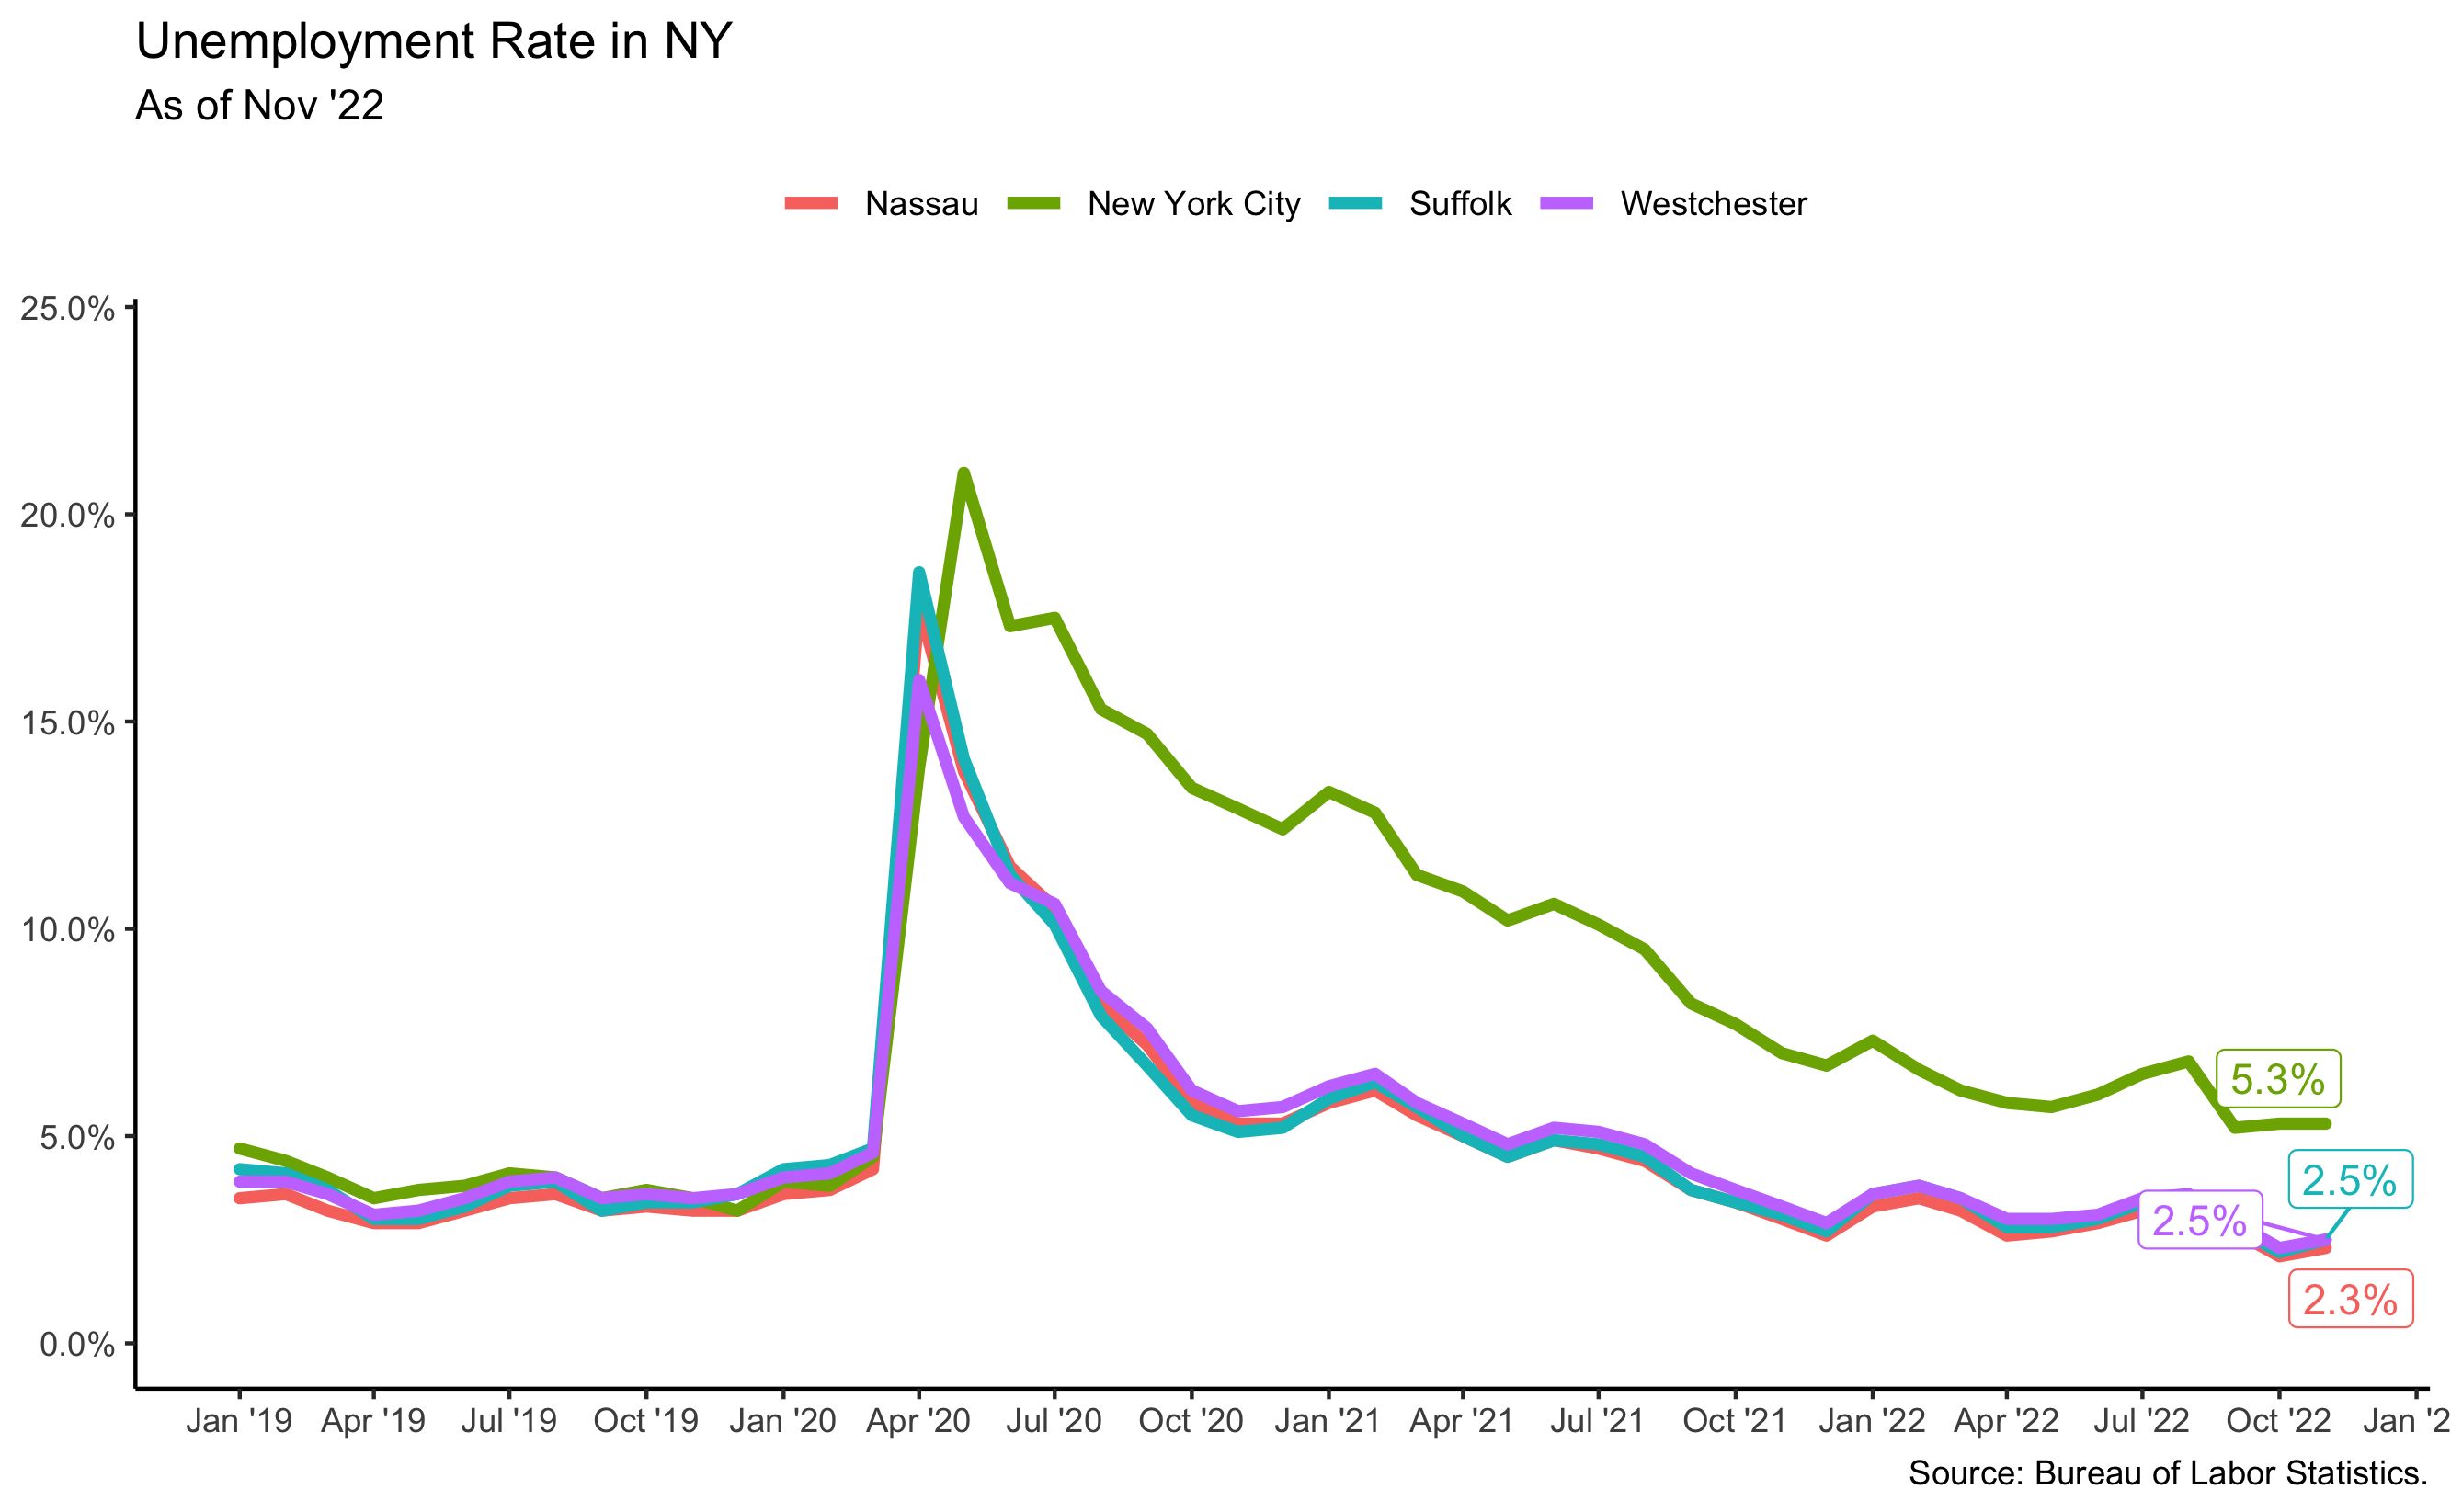 Unemployment Rate in NY
As of Nov '22
Nassau New York City Suffolk Westchester
25.0%
20.0%
15.0%
10.0%
5.0%
0.0%
5.3%
2.5%
2.5%
2.3%
Jan '19 Apr '19 Jul '19 Oct '19 Jan '20 Apr '20 Jul '20 Oct '20 Jan '21 Apr '21 Jul '21 Oct '21 Jan '22 Apr '22 Jul '22 Oct '22 Jan '2
Source: Bureau of Labor Statistics.